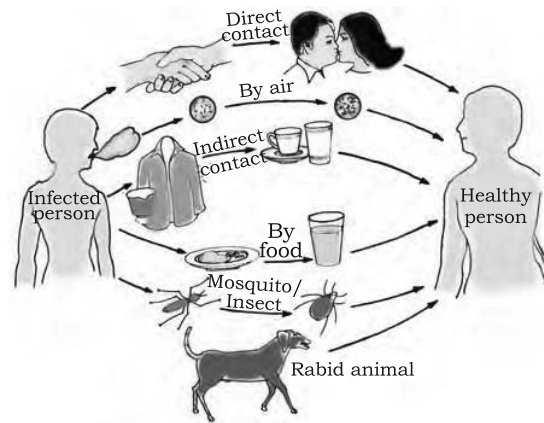 Direct contact
By air
Indirect
contact
Infected
person
Healthy
person
By
food
Mosquito/
Insect
Rabid animal